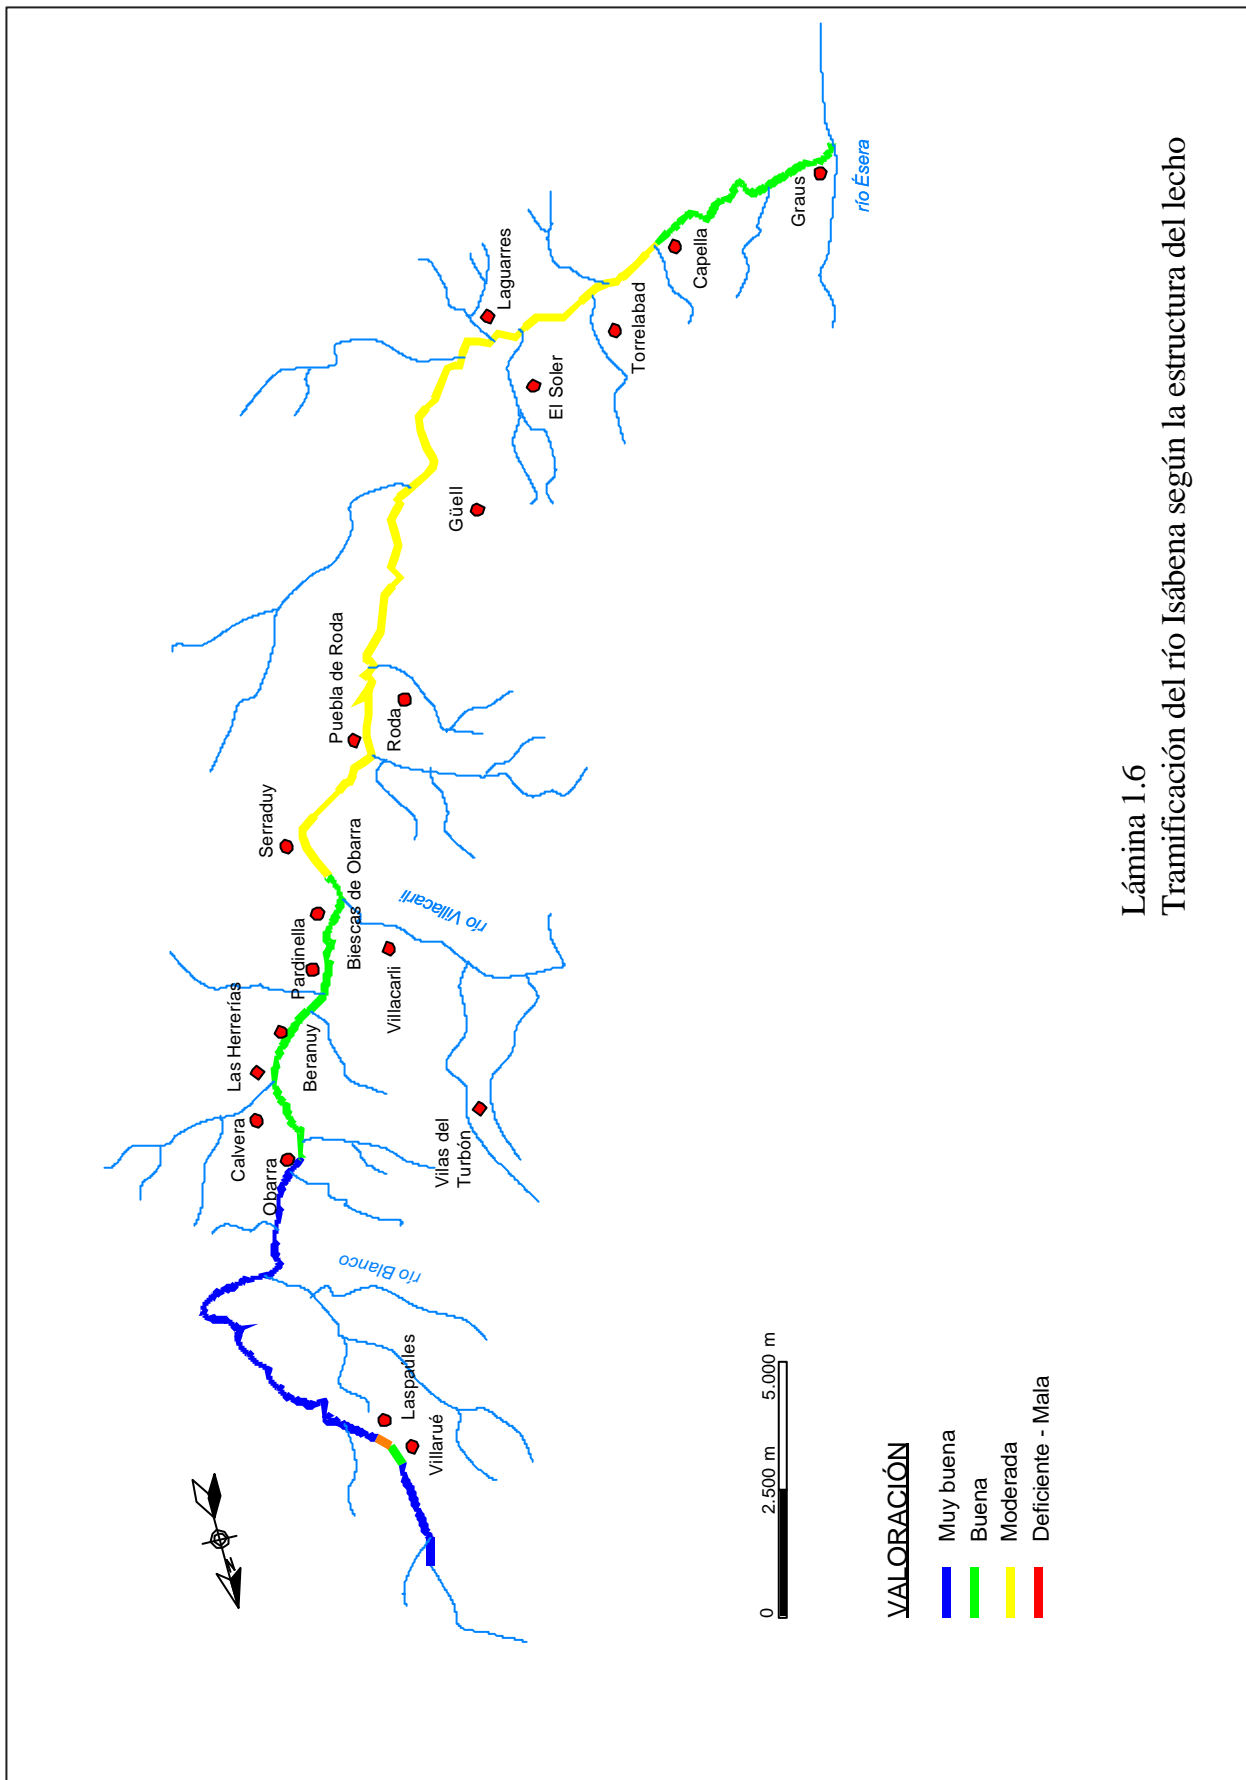 río Ésera
Graus
Capella
Laguarres
Torrelabad
El Soler
Güell
Puebla de Roda
Roda
Serraduy
Biescas de Obarra
Pardinella
río Villacarli
Villacarli
Las Herrerías
Beranuy
Calvera
Obarra
Vilas del
Turbón
río Blanco
Laspaúles
Villarué
N
0
2.500 m
5.000 m
VALORACIÓN
Muy buena
Buena
Moderada
Deficiente - Mala
Lámina 1.6
Tramificación del río Isábena según la estructura del lecho